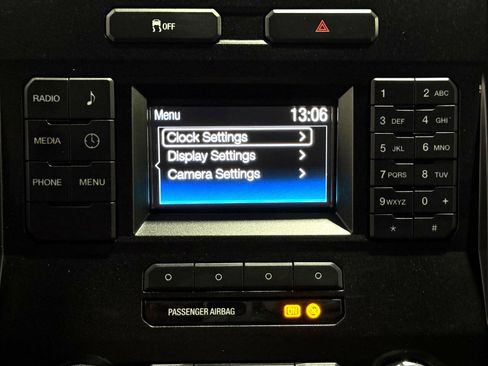 OFF
RADIO
MEDIA
PHONE MENU
Menu 13:06
Clock Settings
Display Settings
Camera Settings
1 2 ABC
3 DEF 4 GHI
5 JKL 6 MNO
7 PQRS 8 TUV
9 WXYZ 0 +
* #
PASSENGER AIRBAG OFF